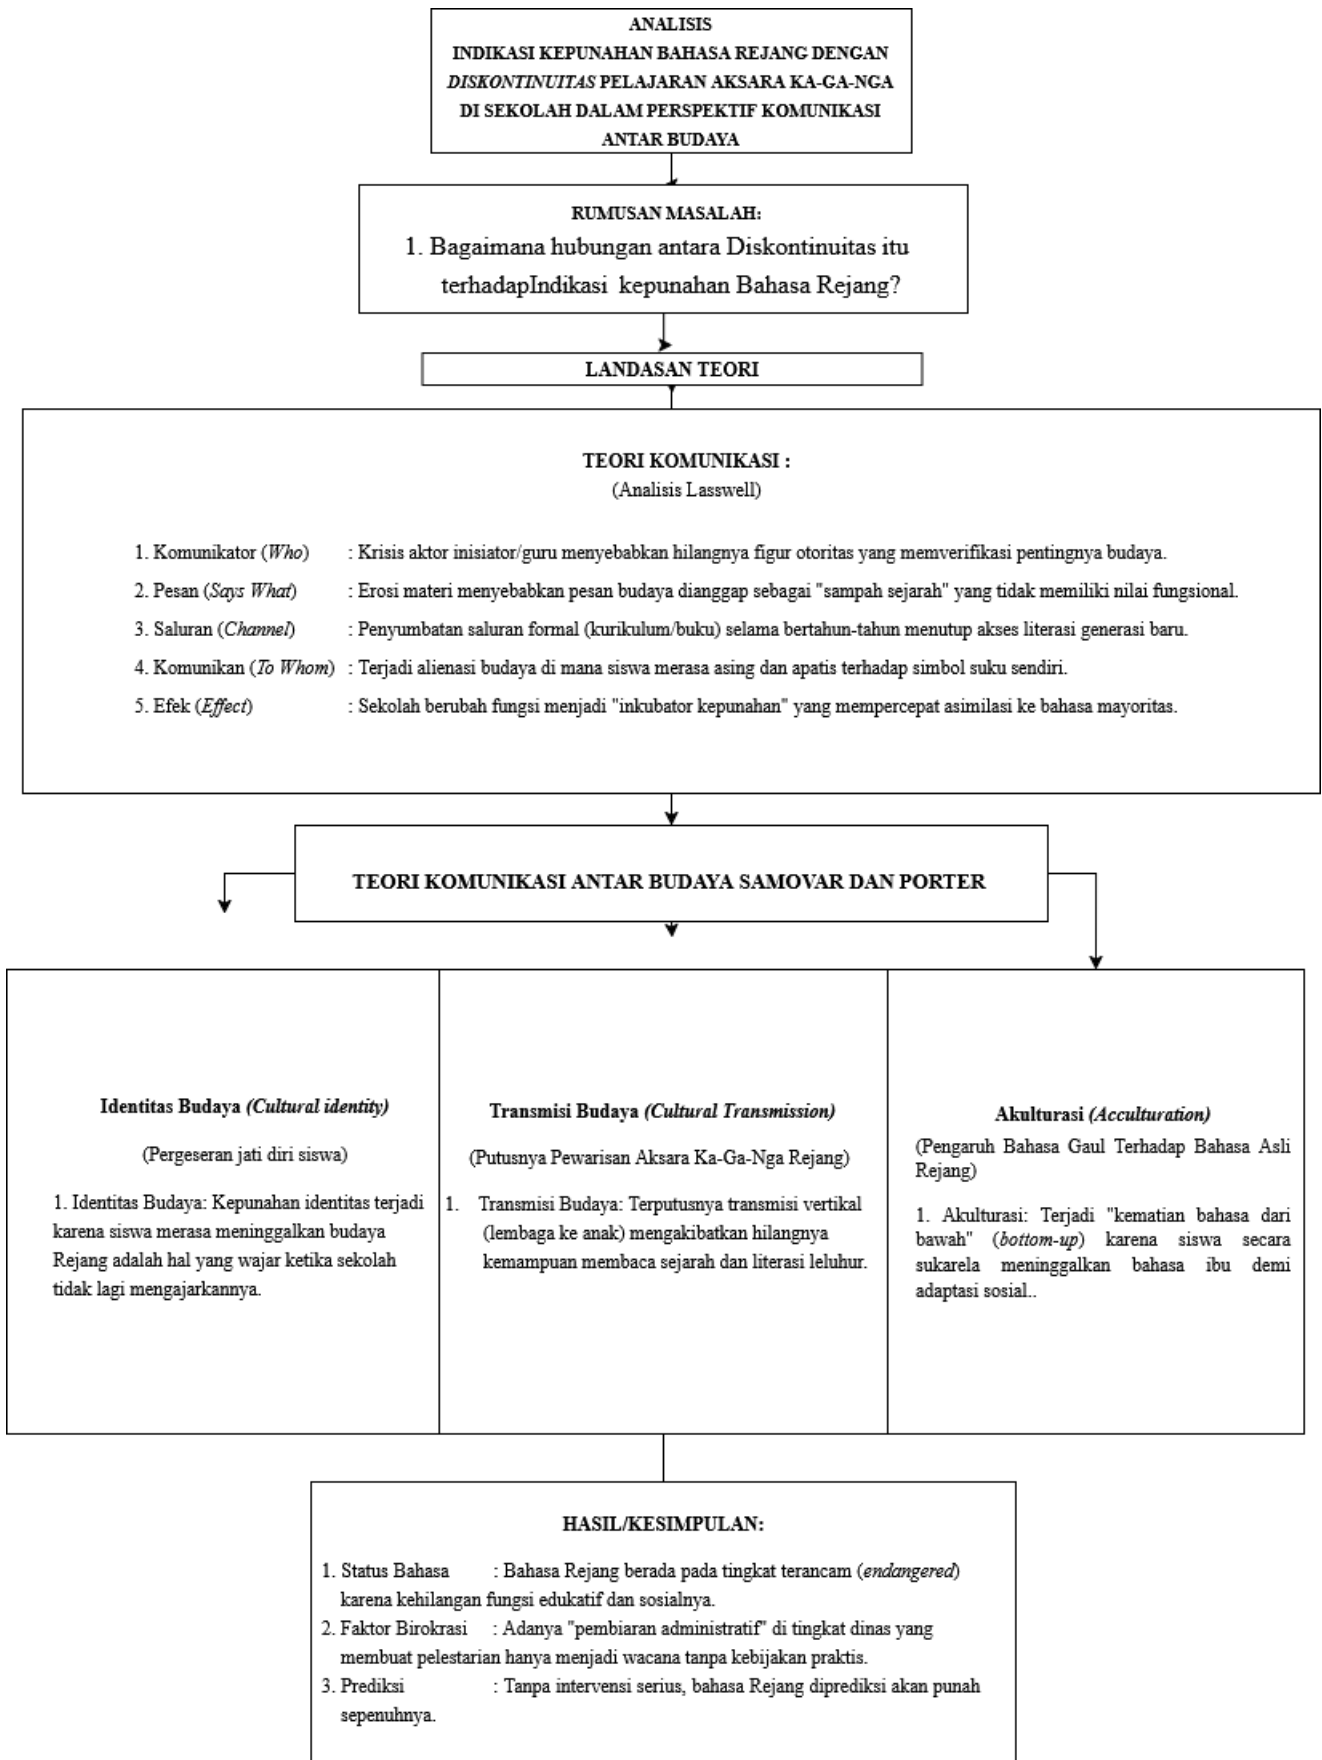 ANALISIS
INDIKASI KEPUNAHAN BAHASA REJANG DENGAN
DISKONTINUITAS PELAJARAN AKSARA KA-GA-NGA
DI SEKOLAH DALAM PERSPEKTIF KOMUNIKASI
ANTAR BUDAYA
RUMUSAN MASALAH:
1. Bagaimana hubungan antara Diskontinuitas itu
terhadapIndikasi kepunahan Bahasa Rejang?
LANDASAN TEORI
TEORI KOMUNIKASI :
(Analisis Lasswell)
1. Komunikator (Who) : Krisis aktor inisiator/guru menyebabkan hilangnya figur otoritas yang memverifikasi pentingnya budaya.
2. Pesan (Says What) : Erosi materi menyebabkan pesan budaya dianggap sebagai "sampah sejarah" yang tidak memiliki nilai fungsional.
3. Saluran (Channel) : Penyumbatan saluran formal (kurikulum/buku) selama bertahun-tahun menutup akses literasi generasi baru.
4. Komunikan (To Whom) : Terjadi alienasi budaya di mana siswa merasa asing dan apatis terhadap simbol suku sendiri.
5. Efek (Effect) : Sekolah berubah fungsi menjadi "inkubator kepunahan" yang mempercepat asimilasi ke bahasa mayoritas.
TEORI KOMUNIKASI ANTAR BUDAYA SAMOVAR DAN PORTER
Identitas Budaya (Cultural identity)
(Pergeseran jati diri siswa)
1. Identitas Budaya: Kepunahan identitas terjadi
karena siswa merasa meninggalkan budaya
Rejang adalah hal yang wajar ketika sekolah
tidak lagi mengajarkannya.
Transmisi Budaya (Cultural Transmission)
(Putusnya Pewarisan Aksara Ka-Ga-Nga Rejang)
1. Transmisi Budaya: Terputusnya transmisi vertikal
(lembaga ke anak) mengakibatkan hilangnya
kemampuan membaca sejarah dan literasi leluhur.
Akulturasi (Acculturation)
(Pengaruh Bahasa Gaul Terhadap Bahasa Asli
Rejang)
1. Akulturasi: Terjadi "kematian bahasa dari
bawah" (bottom-up) karena siswa secara
sukarela meninggalkan bahasa ibu demi
adaptasi sosial..
HASIL/KESIMPULAN:
1. Status Bahasa : Bahasa Rejang berada pada tingkat terancam (endangered)
karena kehilangan fungsi edukatif dan sosialnya.
2. Faktor Birokrasi : Adanya "pembiaran administratif" di tingkat dinas yang
membuat pelestarian hanya menjadi wacana tanpa kebijakan praktis.
3. Prediksi : Tanpa intervensi serius, bahasa Rejang diprediksi akan punah
sepenuhnya.